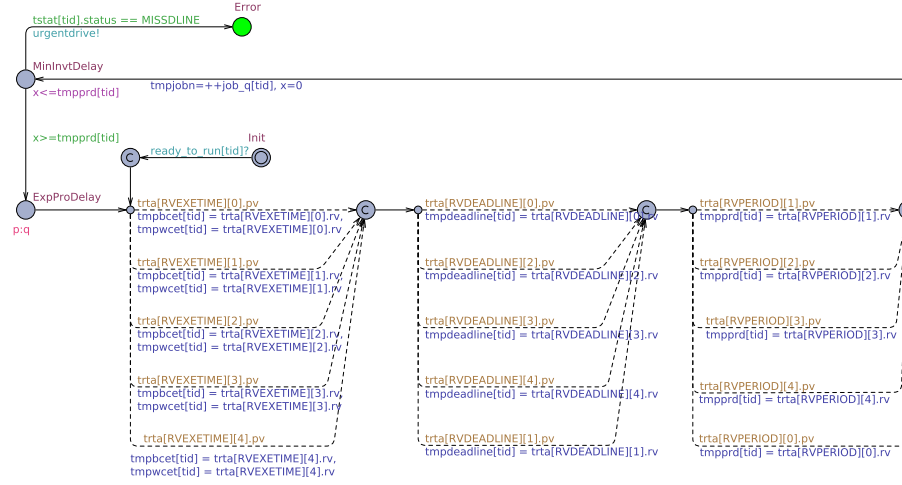 Error
tstat[tid].status == MISSDLINE
urgentdrive!
MinInvtDelay
x<=tmpprd[tid]
tmpjobn=++job_q[tid], x=0
x>=tmpprd[tid]
Init
C
ready_to_run[tid]?
ExpProDelay
p:q
trta[RVEXETIME][0].pv
tmpbcet[tid] = trta[RVEXETIME][0].rv,
tmpwcet[tid] = trta[RVEXETIME][0].rv
trta[RVEXETIME][1].pv
tmpbcet[tid] = trta[RVEXETIME][1].rv,
tmpwcet[tid] = trta[RVEXETIME][1].rv
trta[RVEXETIME][2].pv
tmpbcet[tid] = trta[RVEXETIME][2].rv,
tmpwcet[tid] = trta[RVEXETIME][2].rv
trta[RVEXETIME][3].pv
tmpbcet[tid] = trta[RVEXETIME][3].rv,
tmpwcet[tid] = trta[RVEXETIME][3].rv
trta[RVEXETIME][4].pv
tmpbcet[tid] = trta[RVEXETIME][4].rv,
tmpwcet[tid] = trta[RVEXETIME][4].rv
C
trta[RVDEADLINE][0].pv
tmpdeadline[tid] = trta[RVDEADLINE][0].rv
trta[RVDEADLINE][2].pv
tmpdeadline[tid] = trta[RVDEADLINE][2].rv
trta[RVDEADLINE][3].pv
tmpdeadline[tid] = trta[RVDEADLINE][3].rv
trta[RVDEADLINE][4].pv
tmpdeadline[tid] = trta[RVDEADLINE][4].rv
trta[RVDEADLINE][1].pv
tmpdeadline[tid] = trta[RVDEADLINE][1].rv
C
trta[RVPERIOD][1].pv
tmpprd[tid] = trta[RVPERIOD][1].rv
trta[RVPERIOD][2].pv
tmpprd[tid] = trta[RVPERIOD][2].rv
trta[RVPERIOD][3].pv
tmpprd[tid] = trta[RVPERIOD][3].rv
trta[RVPERIOD][4].pv
tmpprd[tid] = trta[RVPERIOD][4].rv
trta[RVPERIOD][0].pv
tmpprd[tid] = trta[RVPERIOD][0].rv